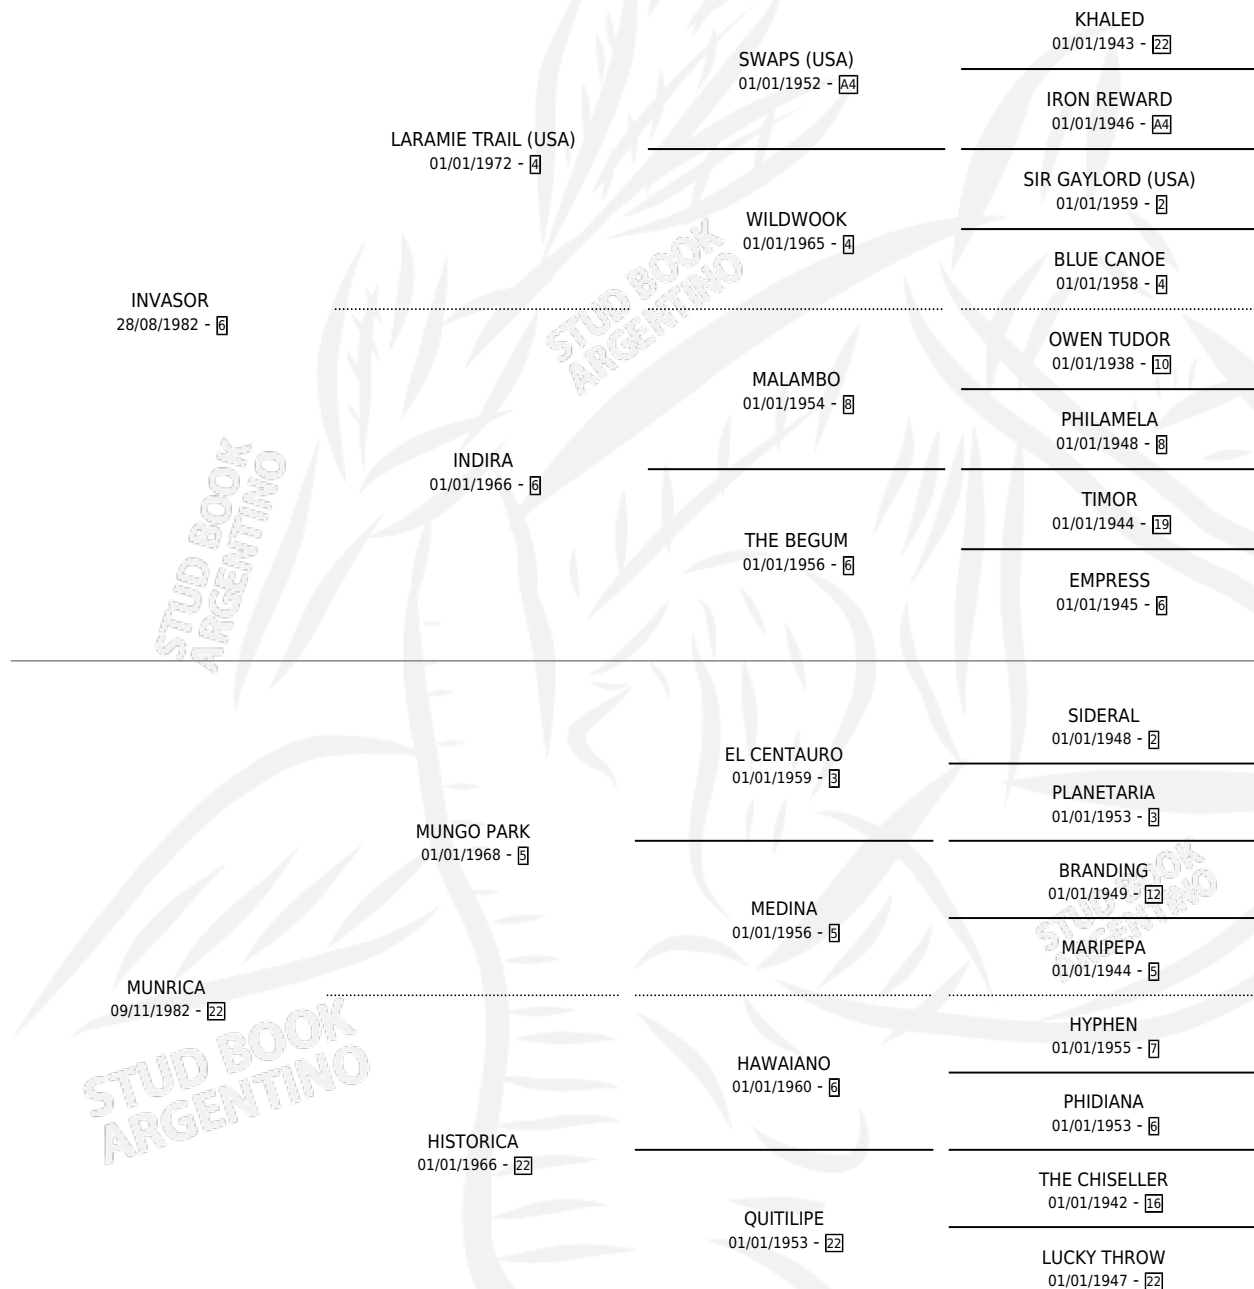 KHALED
01/01/1943 - 22
SWAPS (USA)
01/01/1952 - A4
IRON REWARD
01/01/1946 - A4
LARAMIE TRAIL (USA)
01/01/1972 - 4
SIR GAYLORD (USA)
01/01/1959 - 2
WILDWOOK
01/01/1965 - 4
BLUE CANOE
01/01/1958 - 4
INVASOR
28/08/1982 - 6
OWEN TUDOR
01/01/1938 - 10
MALAMBO
01/01/1954 - 8
PHILAMELA
01/01/1948 - 8
INDIRA
01/01/1966 - 6
TIMOR
01/01/1944 - 19
THE BEGUM
01/01/1956 - 6
EMPRESS
01/01/1945 - 6
STUD BOOK
ARGENTINO
STUD BOOK
ARGENTINO
SIDERAL
01/01/1948 - 2
EL CENTAURO
01/01/1959 - 3
PLANETARIA
01/01/1953 - 3
MUNGO PARK
01/01/1968 - 5
BRANDING
01/01/1949 - 12
MEDINA
01/01/1956 - 5
MARIPEPA
01/01/1944 - 5
MUNRICA
09/11/1982 - 22
HYPHEN
01/01/1955 - 7
HAWAIANO
01/01/1960 - 6
PHIDIANA
01/01/1953 - 6
HISTORICA
01/01/1966 - 22
THE CHISELLER
01/01/1942 - 16
QUITILIPE
01/01/1953 - 22
LUCKY THROW
01/01/1947 - 22
STUD BOOK
ARGENTINO
STUD BOOK
ARGENTINO